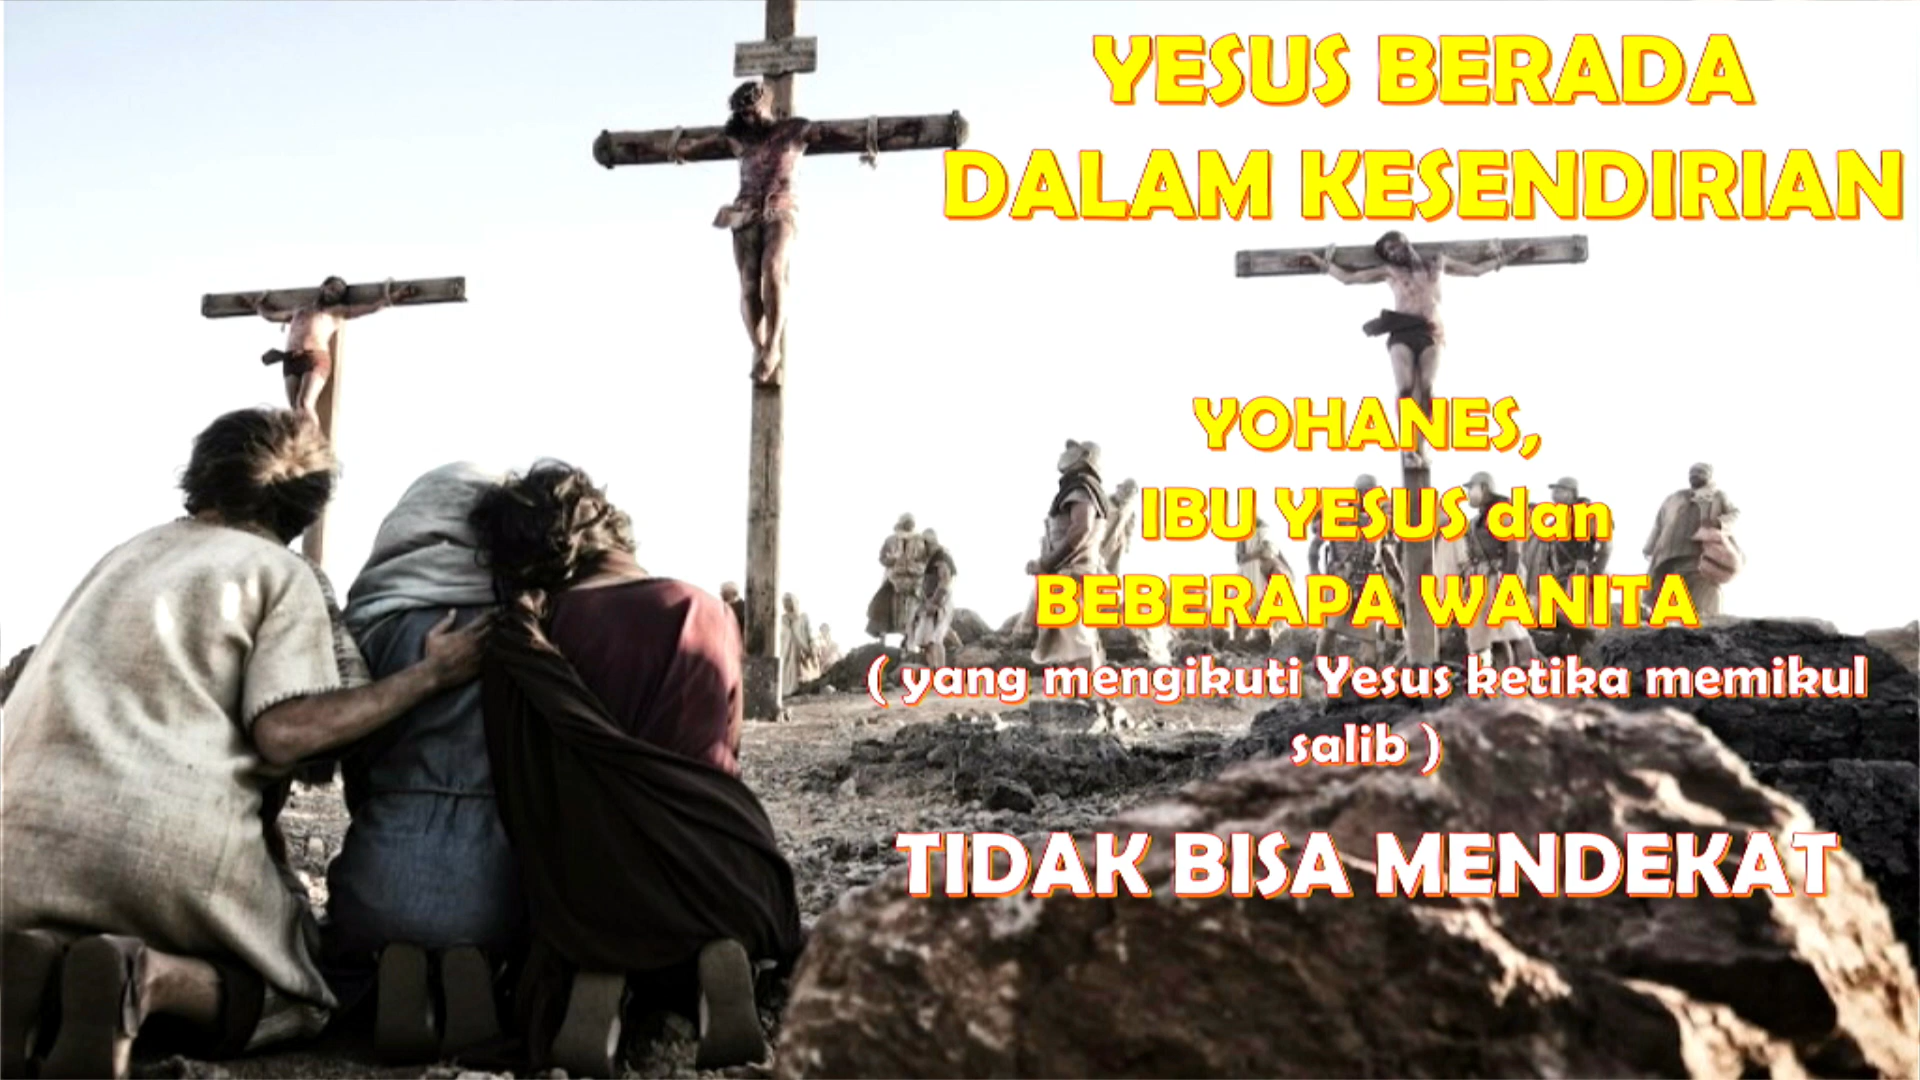 YESUS BERADA
DALAM KESENDIRIAN
YOHANES,
IBU YESUS dan
BEBERAPA WANITA
( yang mengikuti Yesus ketika memikul
salib )
TIDAK BISA MENDEKAT